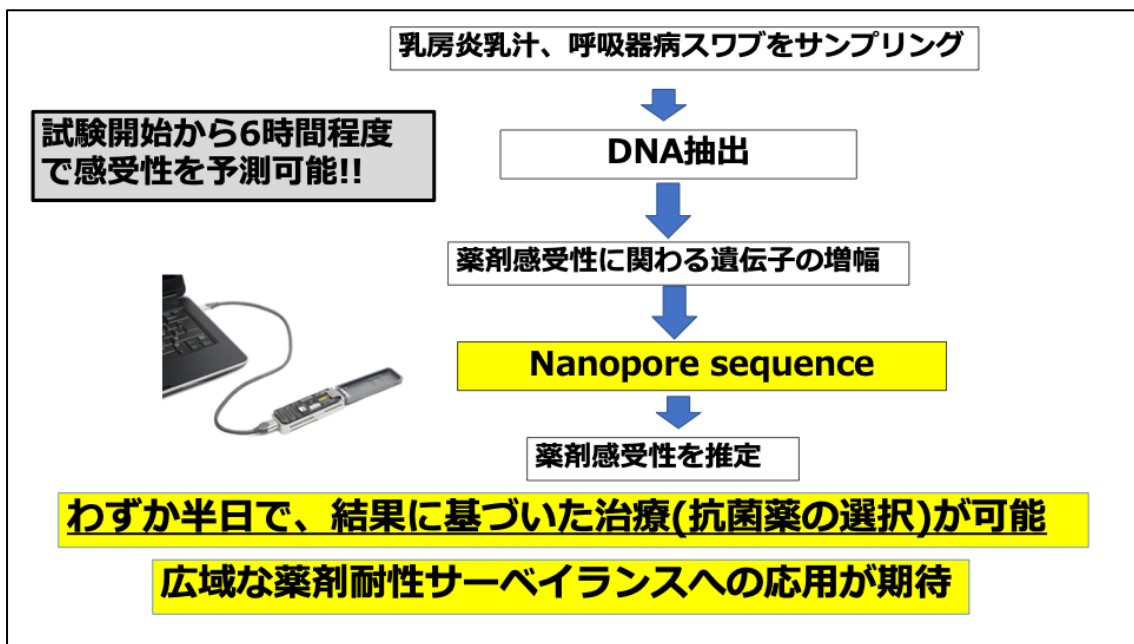 乳房炎乳汁、呼吸器病スワブをサンプリング
試験開始から6時間程度
で感受性を予測可能!!
DNA抽出
薬剤感受性に関わる遺伝子の増幅
Nanopore sequence
薬剤感受性を推定
わずか半日で、結果に基づいた治療(抗菌薬の選択)が可能
広域な薬剤耐性サーベイランスへの応用が期待